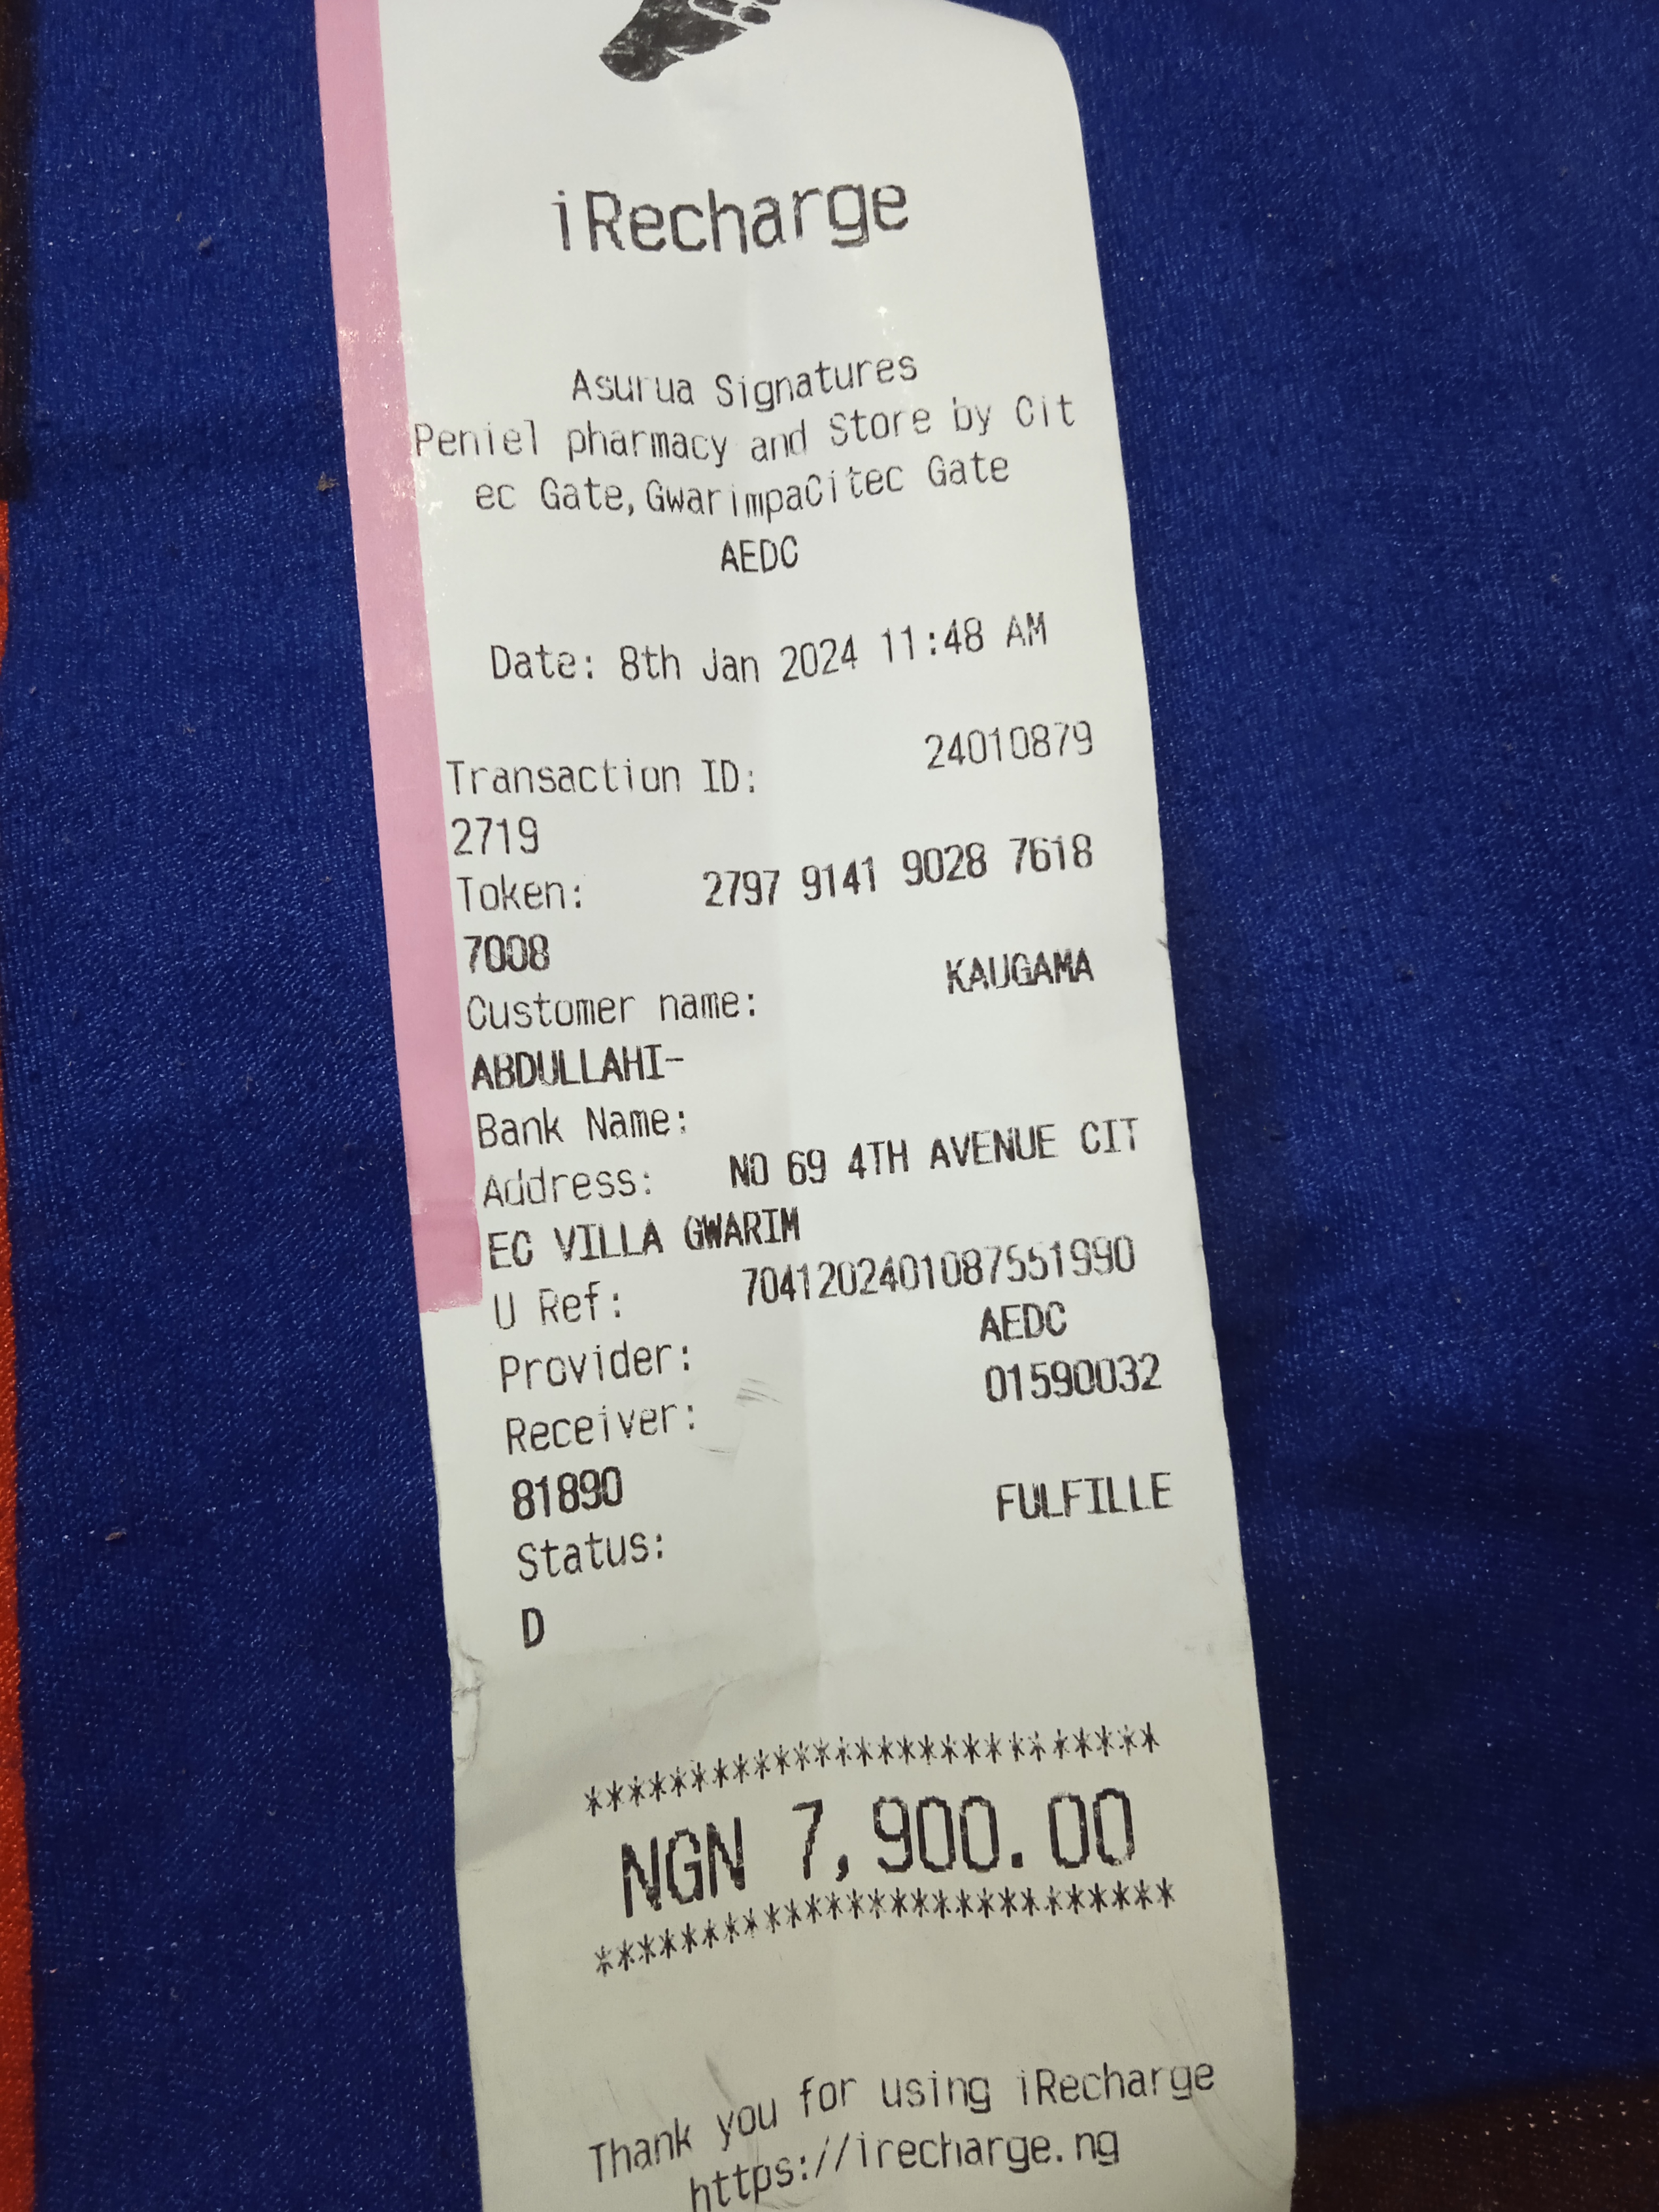 iRecharge
Asurua Signatures
Peniel pharmacy and Store by Cit
ec Gate,GwarimpaCitec Gate
AEDC
Date: 8th Jan 2024 11:48 AM
Transaction ID: 24010879
2719
Token: 2797 9141 9028 7618
7008
Customer name: KAUGAMA
ABDULLAHI-
Bank Name:
Address: NO 69 4TH AVENUE CIT
EC VILLA GWARIM
U Ref: 7041202401087551990
Provider: AEDC
Receiver: 01590032
81890
Status: FULFILLE
D
***************************
NGN 7,900.00
***************************
Thank you for using iRecharge
https://irecharge.ng